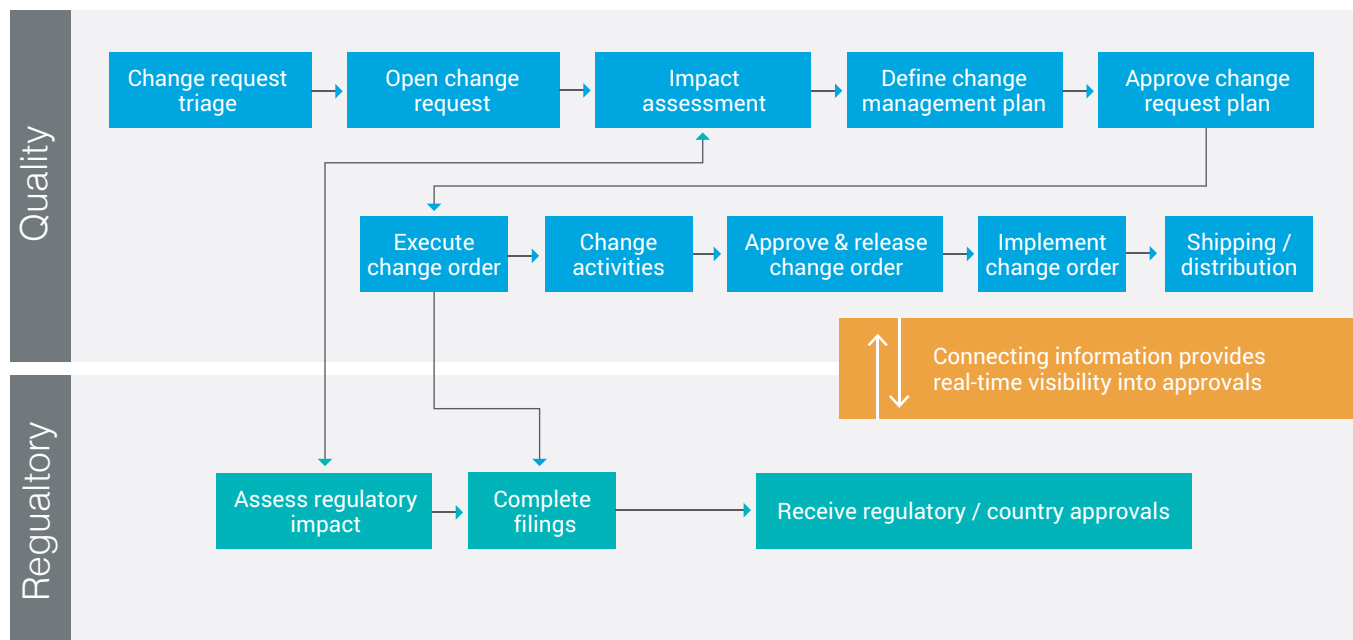 Quality
Change request
triage
Open change
request
Impact
assessment
Define change
management plan
Approve change
request plan
Execute
change order
Change
activities
Approve & release
change order
Implement
change order
Shipping /
distribution
Connecting information provides
real-time visibility into approvals
Regualtory
Assess regulatory
impact
Complete
filings
Receive regulatory / country approvals